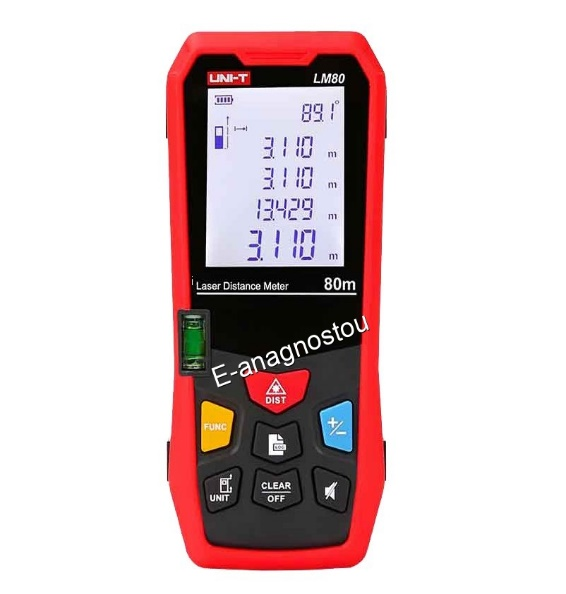 UNI-T LM80
89.1°
3.110 m
3.110 m
13.429 m
3.110 m
Laser Distance Meter 80m
E-anagnostou
DIST
FUNC
+/-
UNIT
CLEAR
OFF